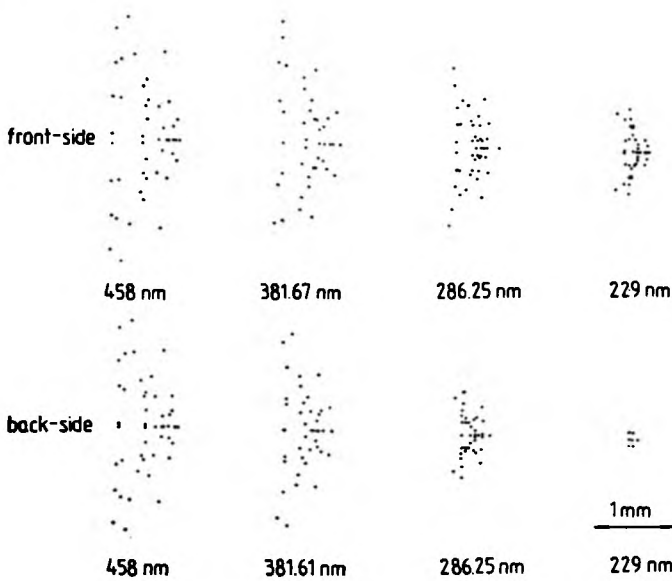 front-side
458 nm 381.67 nm 286.25 nm 229 nm
back-side
1mm
458 nm 381.61 nm 286.25 nm 229 nm